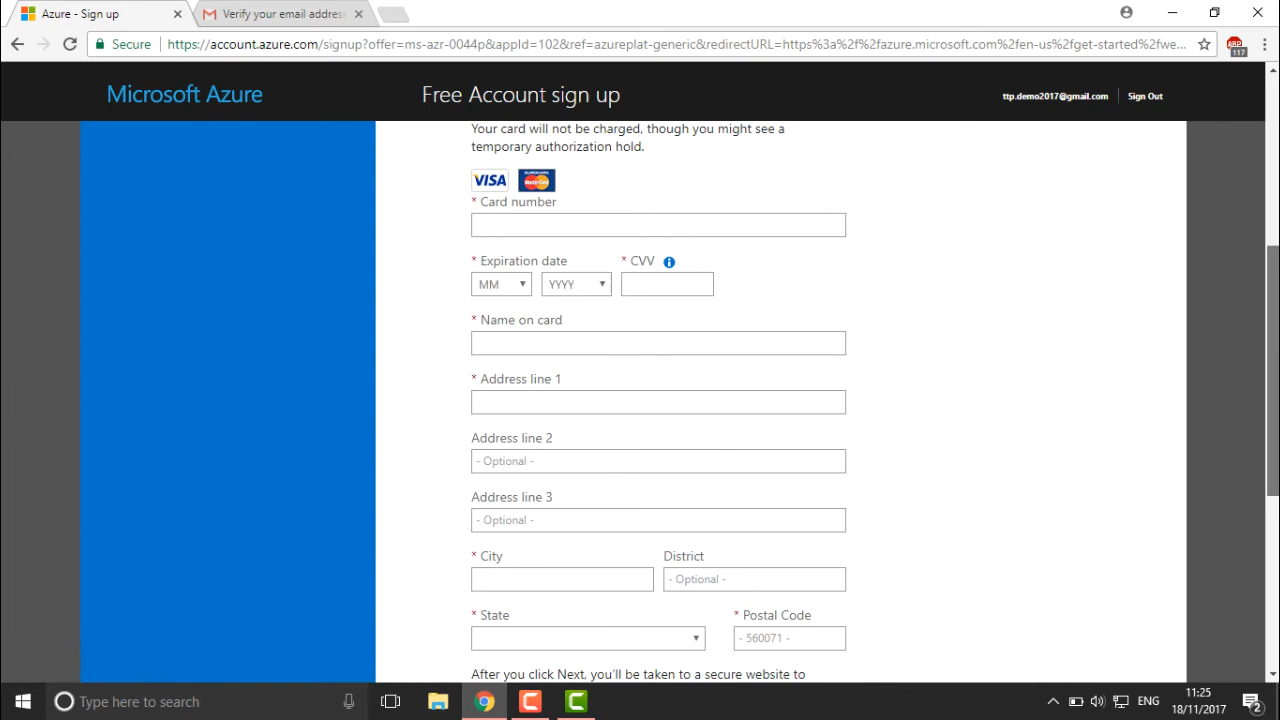 Azure - Sign up
Verify your email address
Secure
https://account.azure.com/signup?offer=ms-azr-0044p&appId=102&ref=azureplat-generic&redirectURL=https%3a%2f%2fazure.microsoft.com%2fen-us%2fget-started%2fwe...
ABP
117
Microsoft Azure
Free Account sign up
ttp.demo2017@gmail.com
Sign Out
Your card will not be charged, though you might see a
temporary authorization hold.
VISA MasterCard
* Card number
* Expiration date * CVV
MM YYYY
* Name on card
* Address line 1
Address line 2
- Optional -
Address line 3
- Optional -
* City District
- Optional -
* State * Postal Code
- 560071 -
After you click Next, you'll be taken to a secure website to
Type here to search
ENG
11:25
18/11/2017
2